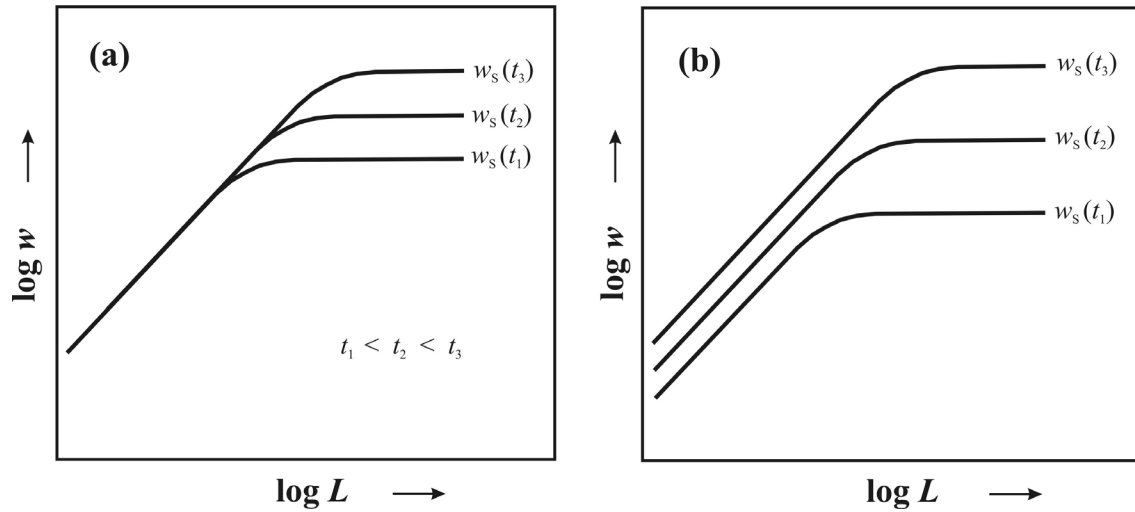 (a)
w_S(t_3)
w_S(t_2)
w_S(t_1)
t_1 < t_2 < t_3
log w →
log L →
(b)
w_S(t_3)
w_S(t_2)
w_S(t_1)
log w →
log L →